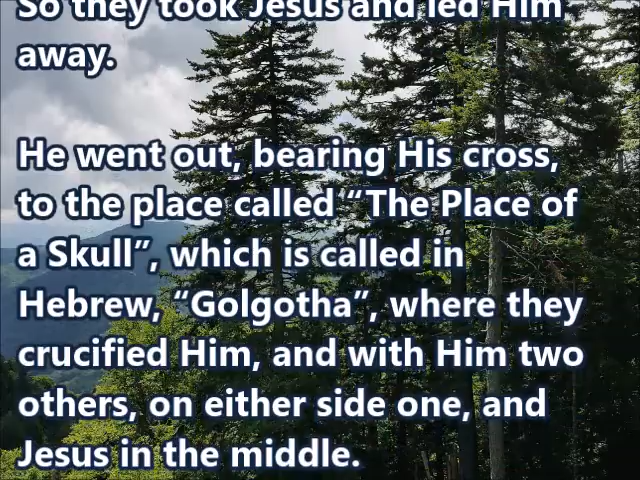 So they took Jesus and led Him
away.
He went out, bearing His cross,
to the place called “The Place of
a Skull”, which is called in
Hebrew, “Golgotha”, where they
crucified Him, and with Him two
others, on either side one, and
Jesus in the middle.